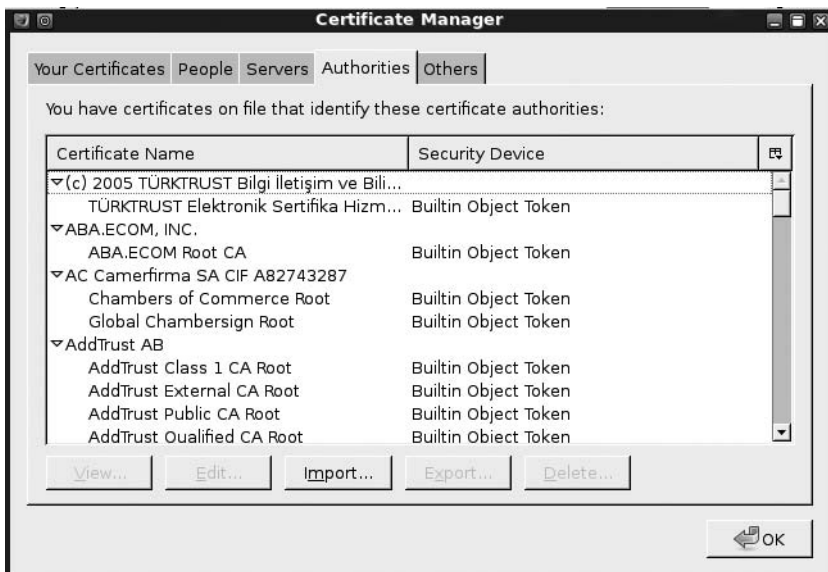 Certificate Manager
Your Certificates People Servers Authorities Others
You have certificates on file that identify these certificate authorities:
Certificate Name Security Device
(c) 2005 TÜRKTRUST Bilgi İletişim ve Bili...
TÜRKTRUST Elektronik Sertifika Hizm... Builtin Object Token
ABA.ECOM, INC.
ABA.ECOM Root CA Builtin Object Token
AC Camerfirma SA CIF A82743287
Chambers of Commerce Root Builtin Object Token
Global Chambersign Root Builtin Object Token
AddTrust AB
AddTrust Class 1 CA Root Builtin Object Token
AddTrust External CA Root Builtin Object Token
AddTrust Public CA Root Builtin Object Token
AddTrust Qualified CA Root Builtin Object Token
View... Edit... Import... Export... Delete...
OK